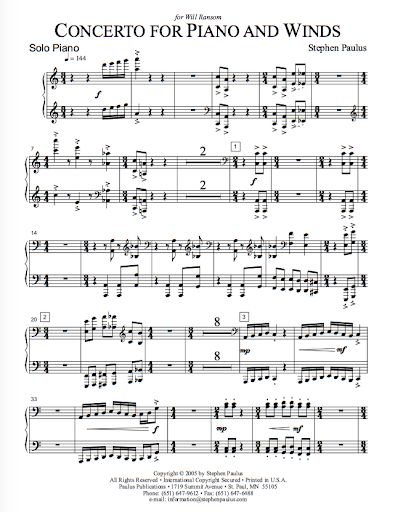 for Will Ransom
CONCERTO FOR PIANO AND WINDS
Solo Piano
Stephen Paulus
♩ = 144
f
7
2
1
f
14
20
2
8
3
mp
mf
8
mp
mf
33
Copyright © 2005 by Stephen Paulus
All Rights Reserved • International Copyright Secured • Printed in U.S.A.
Paulus Publications • 1719 Summit Avenue • St. Paul, MN 55105
Phone: (651) 647-9612 • Fax: (651) 647-6488
e-mail: information@stephenpaulus.com